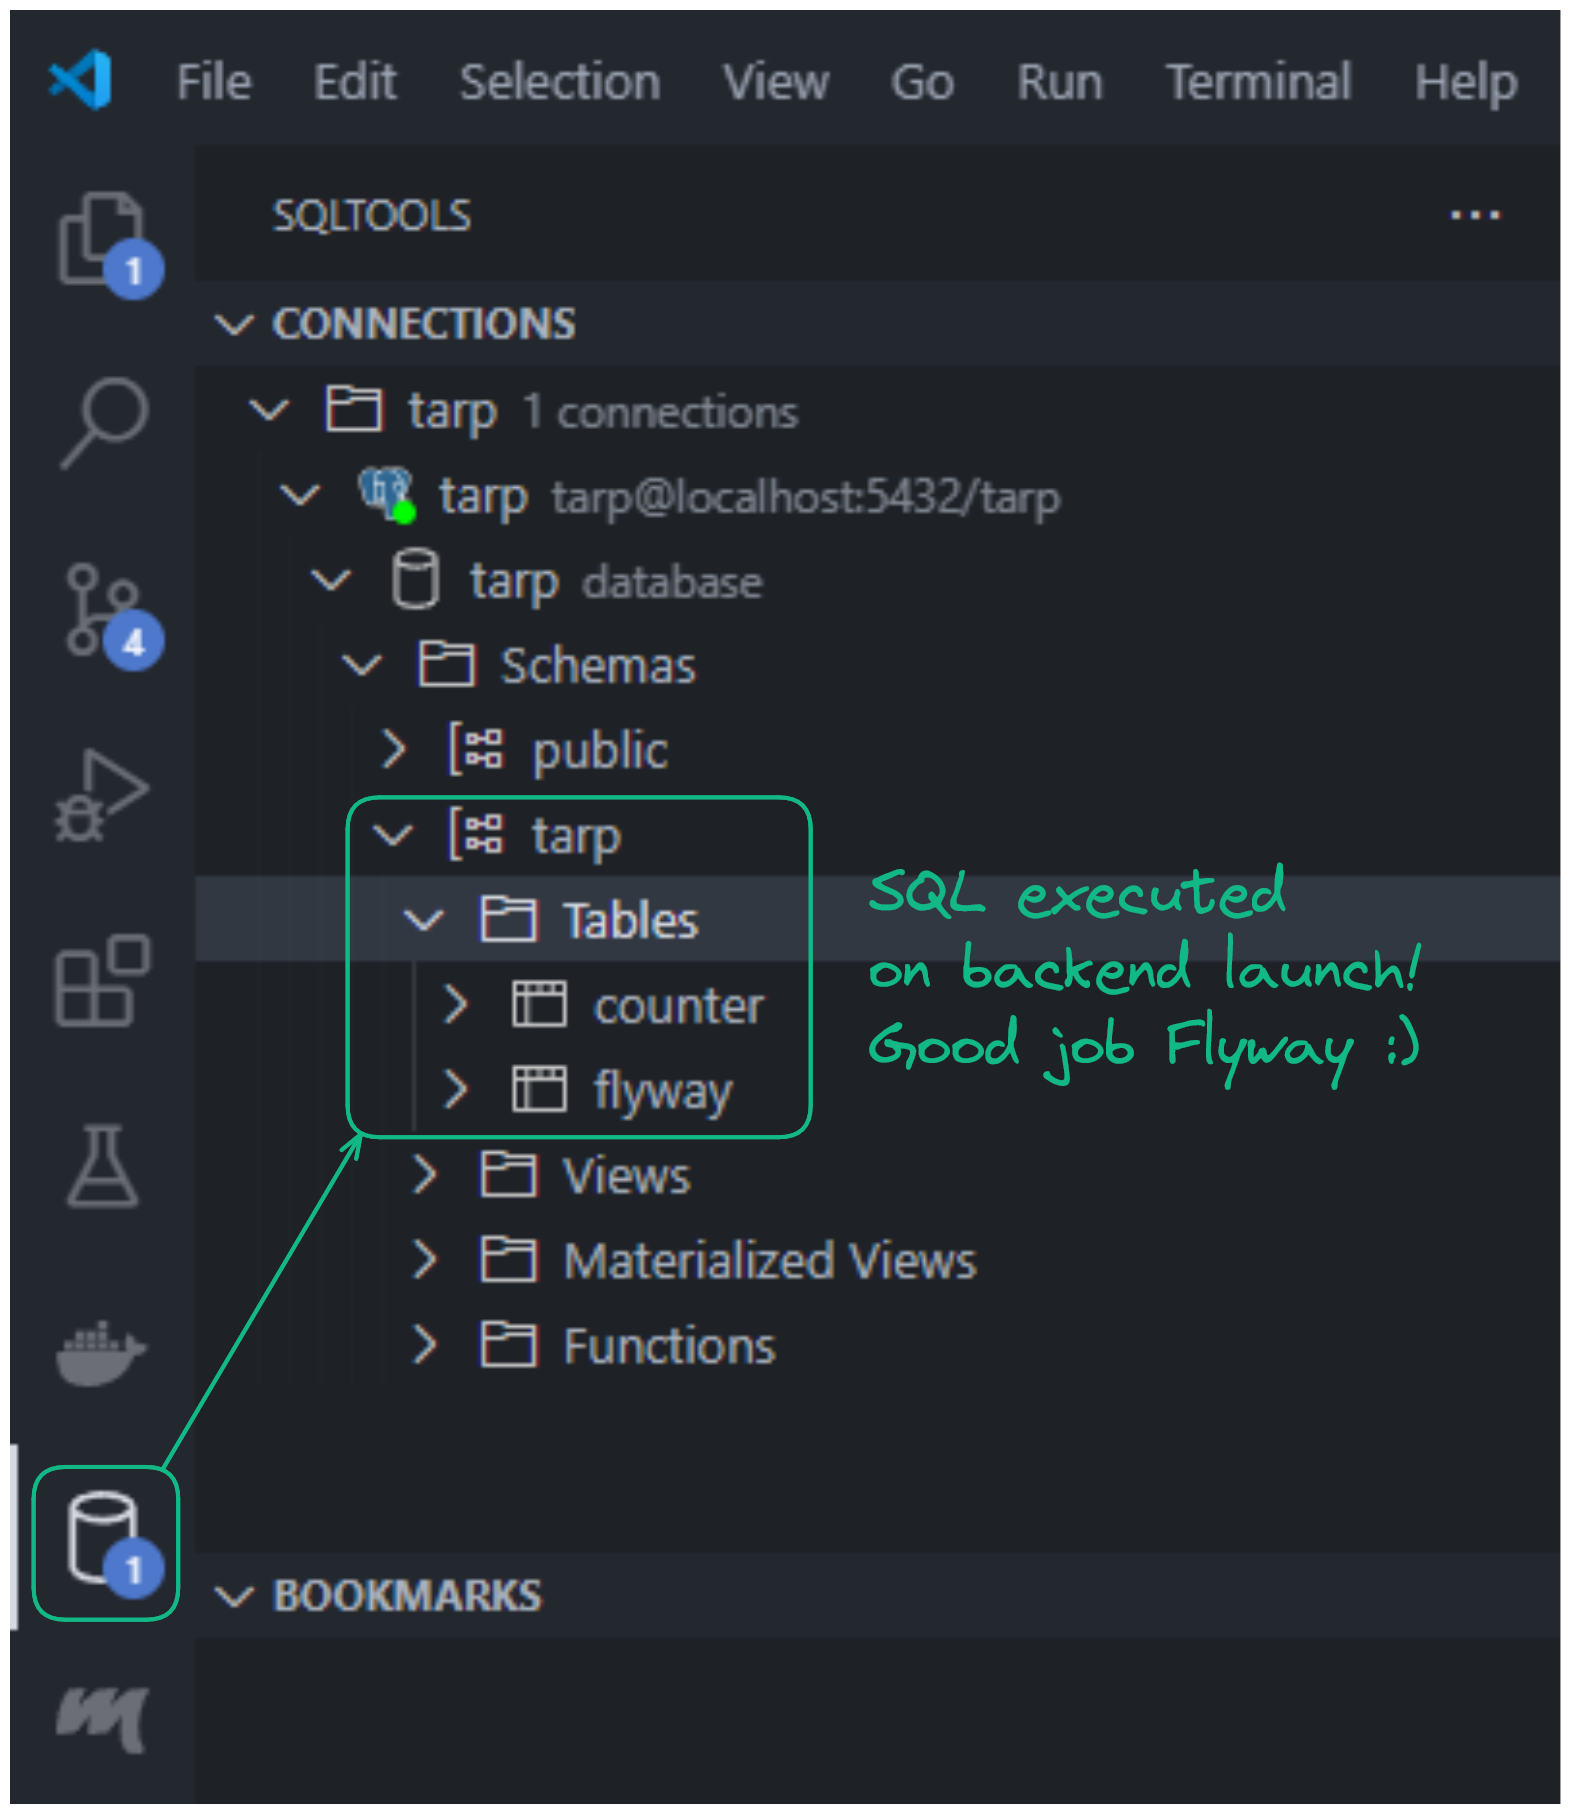 File Edit Selection View Go Run Terminal Help
SQLTOOLS ...
1
CONNECTIONS
tarp 1 connections
tarp tarp@localhost:5432/tarp
tarp database
4
Schemas
public
tarp
Tables
SQL executed
on backend launch!
Good job Flyway :)
counter
flyway
Views
Materialized Views
Functions
1
BOOKMARKS
m